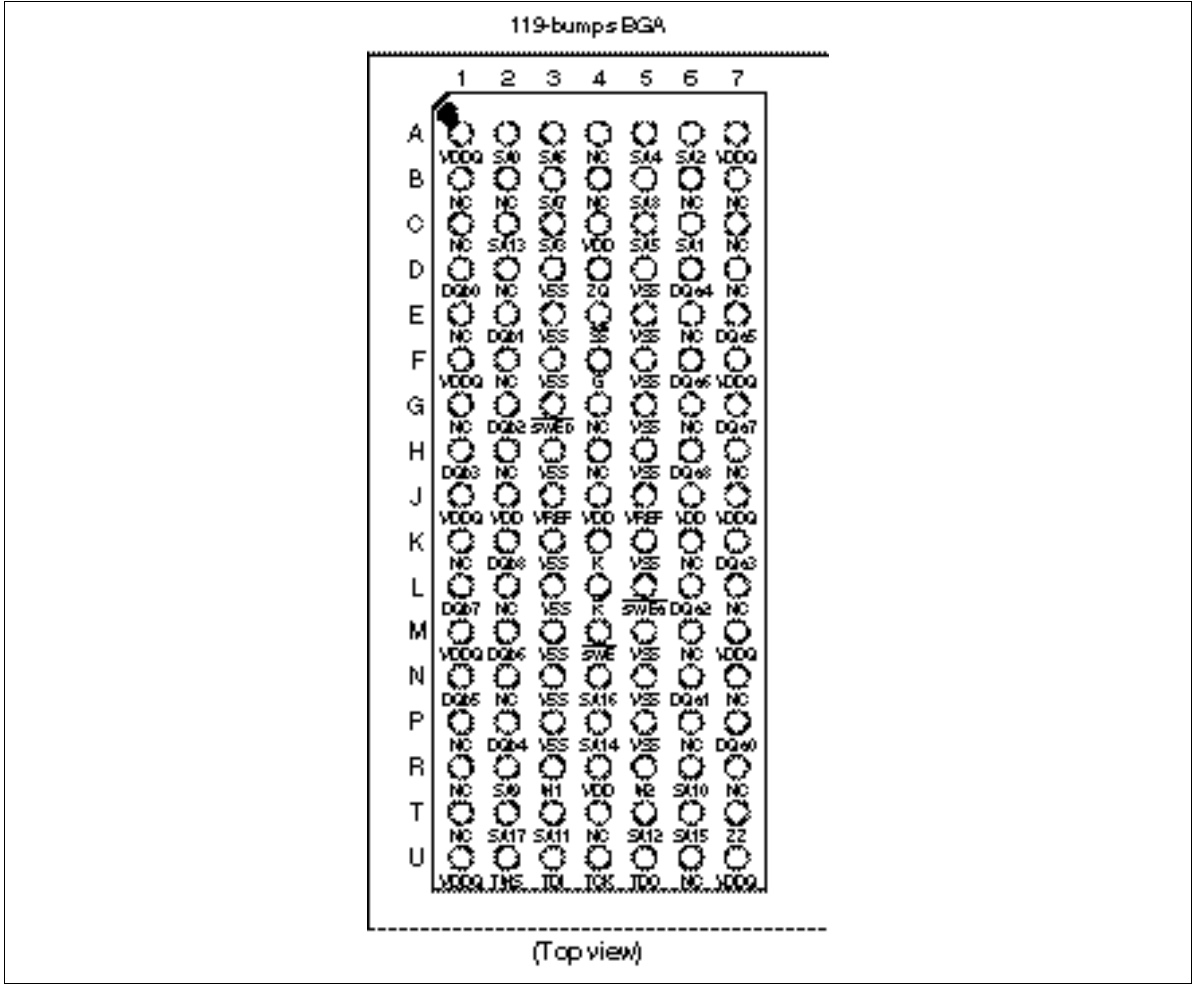 119-bumps BGA
1 2 3 4 5 6 7
A
VDDQ SA0 SA6 NC SA4 SA2 VDDQ
B
NC NC SA7 NC SA8 NC NC
C
NC SA13 SA3 VDD SA5 SA1 NC
D
DQb0 NC VSS ZQ VSS DQa4 NC
E
NC DQb1 VSS SS VSS NC DQa5
F
VDDQ NC VSS G VSS DQa6 VDDQ
G
NC DQb2 SWEb NC VSS NC DQa7
H
DQb3 NC VSS NC VSS DQa8 NC
J
VDDQ VDD VREF VDD VREF VDD VDDQ
K
NC DQb8 VSS K VSS NC DQa3
L
DQb7 NC VSS K SWEa DQa2 NC
M
VDDQ DQb6 VSS SWE VSS NC VDDQ
N
DQb5 NC VSS SA16 VSS DQa1 NC
P
NC DQb4 VSS SA14 VSS NC DQa0
R
NC SA9 M1 VDD M2 SA10 NC
T
NC SA17 SA11 NC SA12 SA15 ZZ
U
VDDQ TMS TDI TCK TDO NC VDDQ
(Top view)